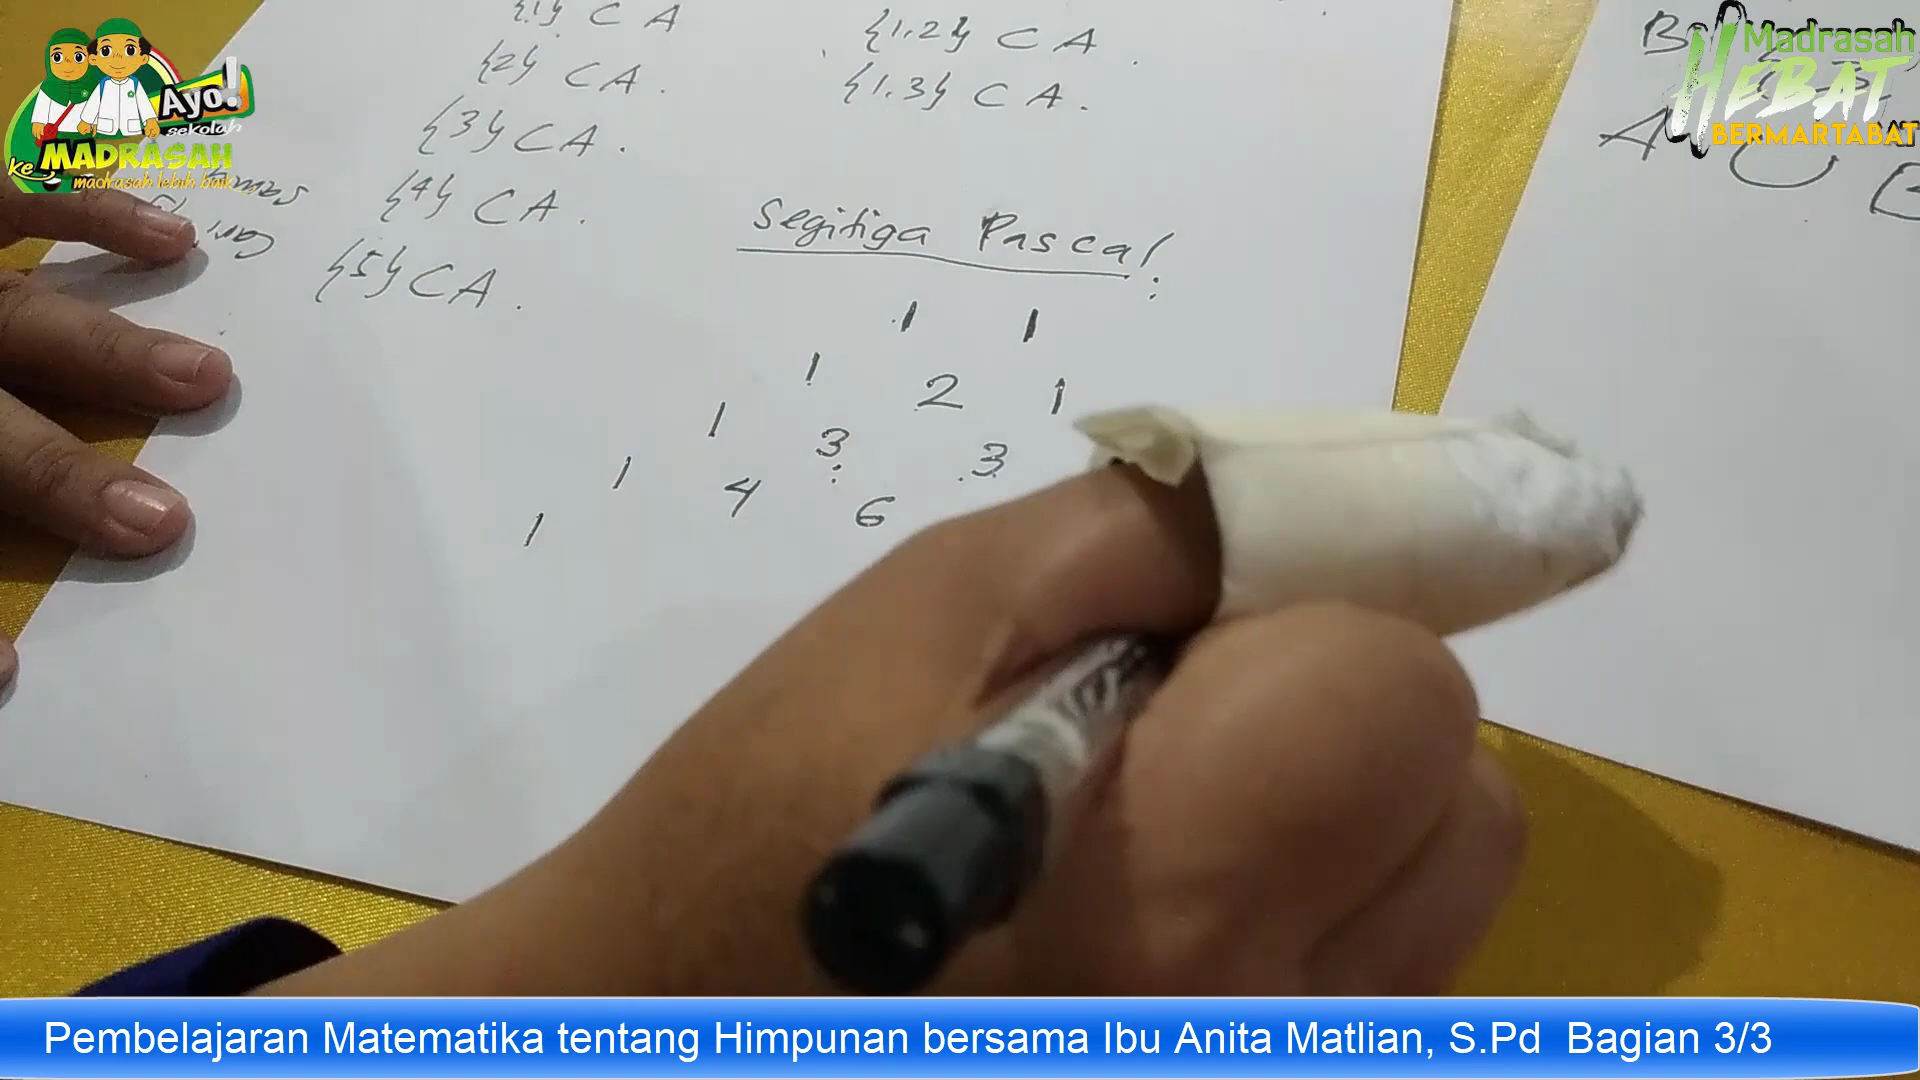 Ayo!
sekolah
ke MADRASAH
madrasah lebih baik
Madrasah
HEBAT
BERMARTABAT
{1} ⊂ A
{2} ⊂ A.
{3} ⊂ A.
{4} ⊂ A.
{5} ⊂ A.
{1,2} ⊂ A.
{1,3} ⊂ A.
B
A
Segitiga Pascal:
1 1
1 2 1
1 3 3
1 4 6
1
Pembelajaran Matematika tentang Himpunan bersama Ibu Anita Matlian, S.Pd Bagian 3/3